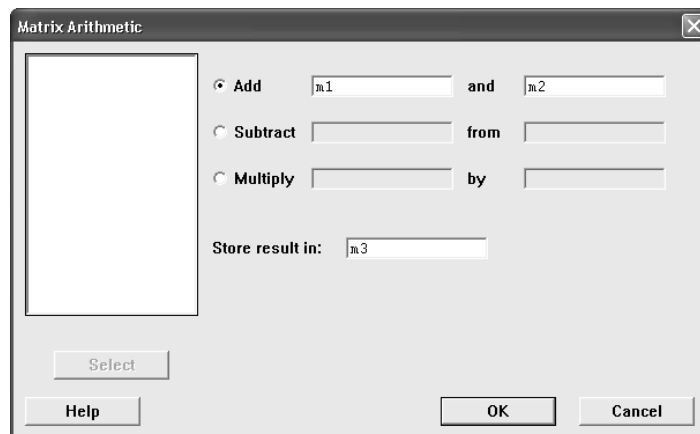 Matrix Arithmetic
Add m1 and m2
Subtract from
Multiply by
Store result in: m3
Select
Help OK Cancel